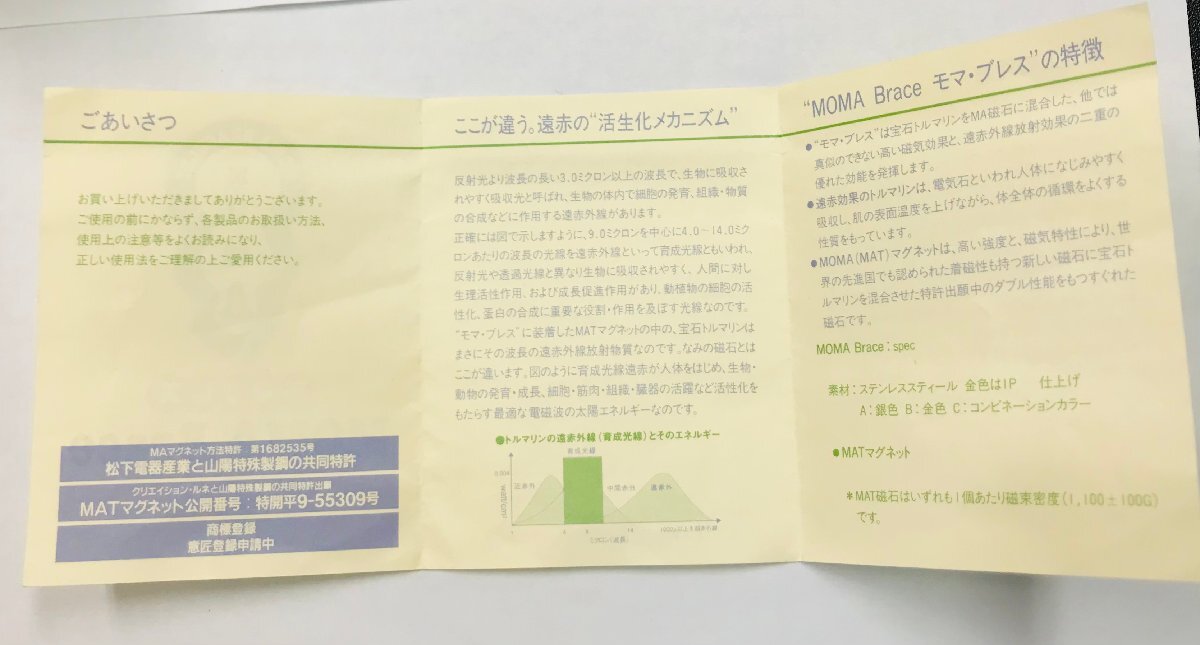 ごあいさつ
お買い上げいただきましてありがとうございます。
ご使用の前にかならず、各製品のお取扱い方法、
使用上の注意等をよくお読みになり、
正しい使用法をご理解の上ご愛用ください。
MAマグネット方法特許 第1682535号
松下電器産業と山陽特殊製鋼の共同特許
クリエイション・ルネと山陽特殊製鋼の共同特許出願
MATマグネット公開番号：特開平9-55309号
商標登録
意匠登録申請中
ここが違う。遠赤の“活生化メカニズム”
反射光より波長の長い3.0ミクロン以上の波長で、生物に吸収さ
れやすく吸収光と呼ばれ、生物の体内で細胞の発育、組織・物質
の合成などに作用する遠赤外線があります。
正確には図で示しますように、9.0ミクロンを中心に4.0〜14.0ミク
ロンあたりの波長の光線を遠赤外線といって育成光線ともいわれ、
反射光や透過光線と異なり生物に吸収されやすく、人間に対し
生理活性作用、および成長促進作用があり、動植物の細胞の活
性化、蛋白の合成に重要な役割・作用を及ぼす光線なのです。
“モマ・ブレス”に装着したMATマグネットの中の、宝石トルマリンは
まさにその波長の遠赤外線放射物質なのです。なみの磁石とは
ここが違います。図のように育成光線遠赤が人体をはじめ、生物・
動物の発育・成長、細胞・筋肉・組織・臓器の活躍など活性化を
もたらす最適な電磁波の太陽エネルギーなのです。
●トルマリンの遠赤外線（育成光線）とそのエネルギー
育成光線
0.004
近赤外
中間赤外
遠赤外
1
4
14
ミクロン（波長）
“MOMA Brace モマ・ブレス”の特徴
●“モマ・ブレス”は宝石トルマリンをMA磁石に混合した、他では
真似のできない高い磁気効果と、遠赤外線放射効果の二重の
優れた効能を発揮します。
●遠赤効果のトルマリンは、電気石といわれ人体になじみやすく
吸収し、肌の表面温度を上げながら、体全体の循環をよくする
性質をもっています。
●MOMA（MAT）マグネットは、高い強度と、磁気特性により、世
界の先進国でも認められた着磁性も持つ新しい磁石に宝石ト
ルマリンを混合させた特許出願中のダブル性能をもつすぐれた
磁石です。
MOMA Brace：spec
素材：ステンレススティール 金色はIP 仕上げ
A：銀色 B：金色 C：コンビネーションカラー
●MATマグネット
＊MAT磁石はいずれも1個あたり磁束密度（1,100±100G）
です。